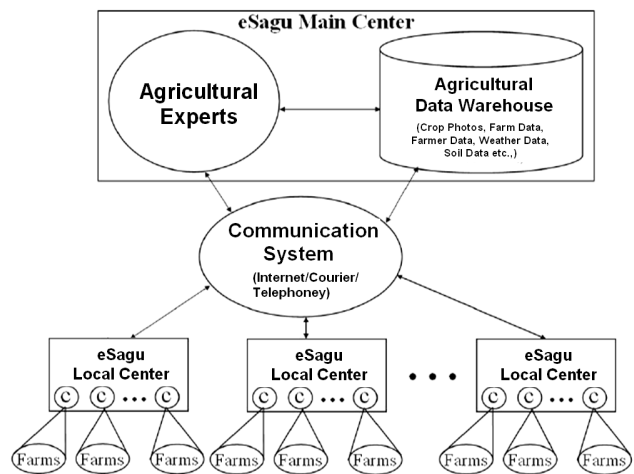 eSagu Main Center
Agricultural
Experts
Agricultural
Data Warehouse
(Crop Photos, Farm Data,
Farmer Data, Weather Data,
Soil Data etc.,)
Communication
System
(Internet/Courier/
Telephoney)
eSagu
Local Center
C C ... C
Farms Farms Farms
eSagu
Local Center
C C ... C
Farms Farms Farms
...
eSagu
Local Center
C C ... C
Farms Farms Farms